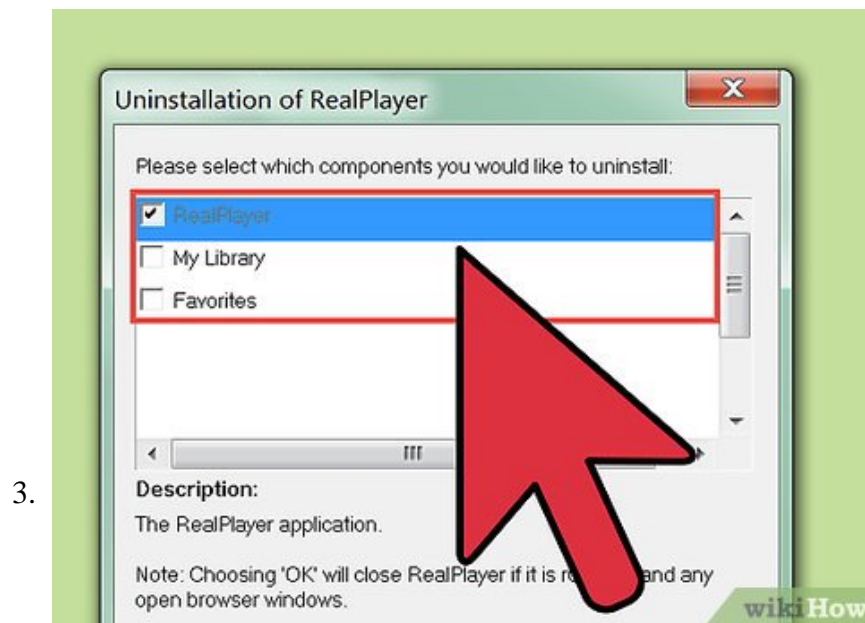 Uninstallation of RealPlayer
Please select which components you would like to uninstall:
RealPlayer
My Library
Favorites
3.
Description:
The RealPlayer application.
Note: Choosing 'OK' will close RealPlayer if it is and any
open browser windows.
wikiHow